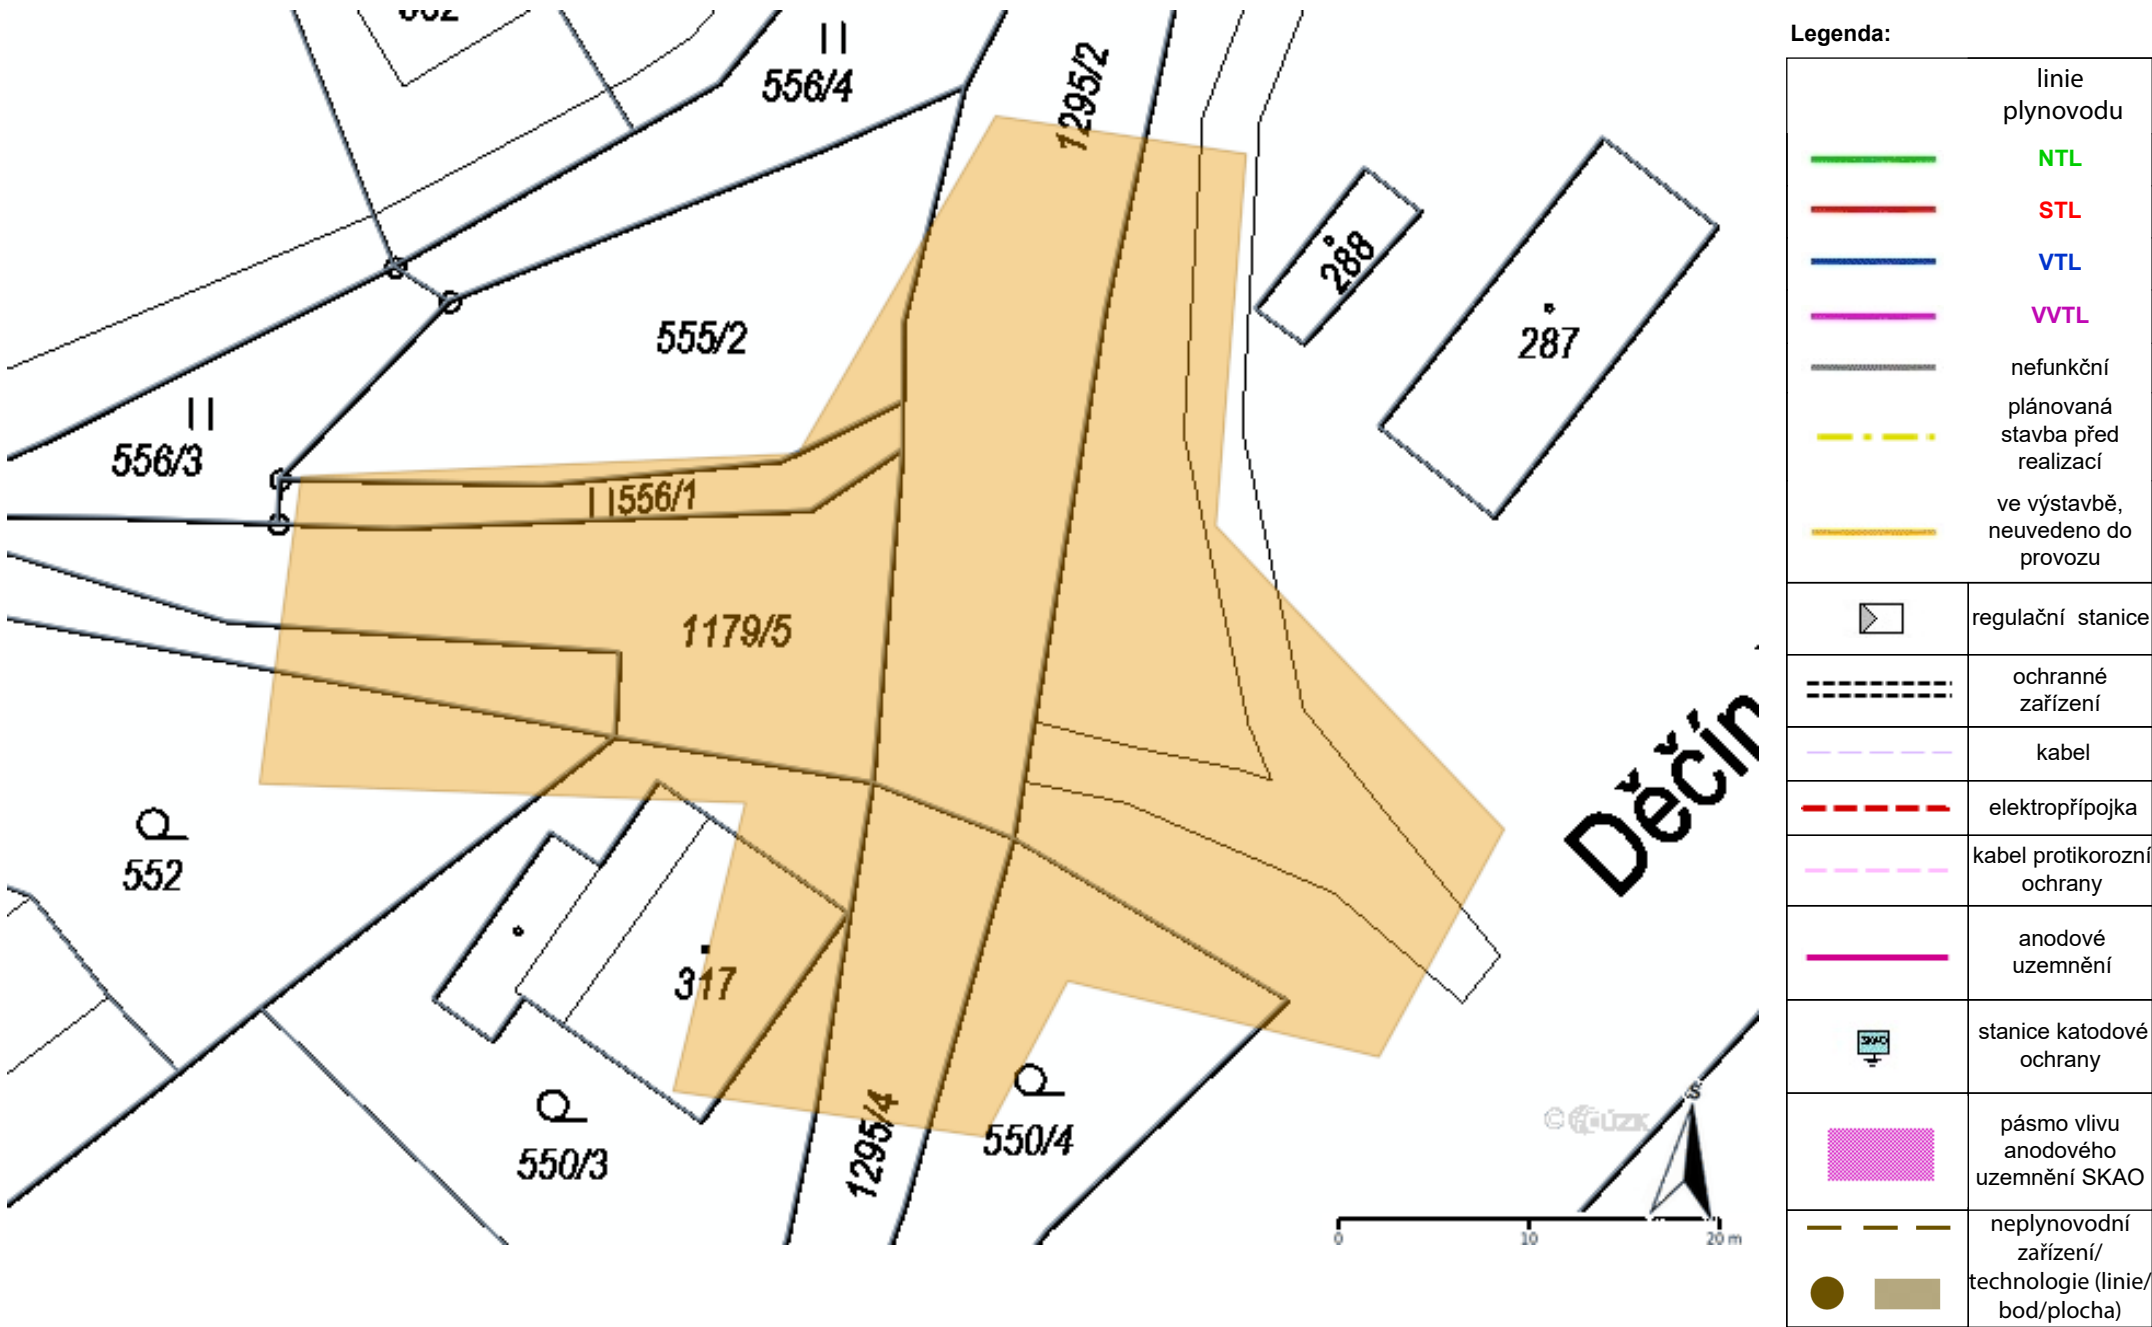 556/4
1295/2
288
287
555/2
556/3
556/1
1179/5
Děčín
552
317
550/3
1295/4
550/4
S
0 10 20 m
Legenda:
linie
plynovodu
NTL
STL
VTL
VVTL
nefunkční
plánovaná
stavba před
realizací
ve výstavbě,
neuvedeno do
provozu
regulační stanice
ochranné
zařízení
kabel
elektropřípojka
kabel protikorozní
ochrany
anodové
uzemnění
SKAO
stanice katodové
ochrany
pásmo vlivu
anodového
uzemnění SKAO
neplynovodní
zařízení/
technologie (linie/
bod/plocha)